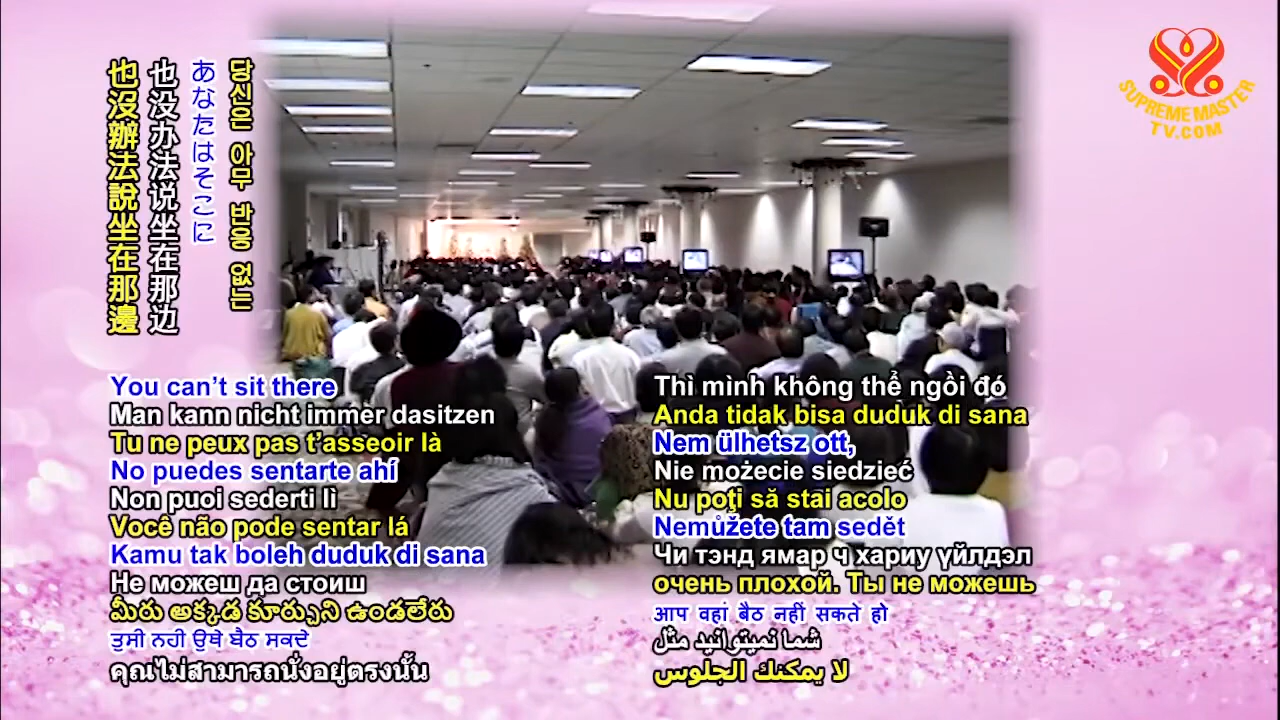 也沒辦法說坐在那邊
也没办法说坐在那边
あなたはそこに
당신은 아무 반응 없는
SUPREME MASTER
TV.COM
You can't sit there
Man kann nicht immer dasitzen
Tu ne peux pas t'asseoir là
No puedes sentarte ahí
Non puoi sederti lì
Você não pode sentar lá
Kamu tak boleh duduk di sana
Не можеш да стоиш
మీరు అక్కడ కూర్చుని ఉండలేరు
ਤੁਸੀ ਨਹੀ ਉਥੇ ਬੈਠ ਸਕਦੇ
คุณไม่สามารถนั่งอยู่ตรงนั้น
Thì mình không thể ngồi đó
Anda tidak bisa duduk di sana
Nem ülhetsz ott,
Nie możecie siedzieć
Nu poţi să stai acolo
Nemůžete tam sedět
Чи тэнд ямар ч хариу үйлдэл
очень плохой. Ты не можешь
आप वहां बैठ नहीं सकते हो
شما نمیتوانید مثل
لا يمكنك الجلوس